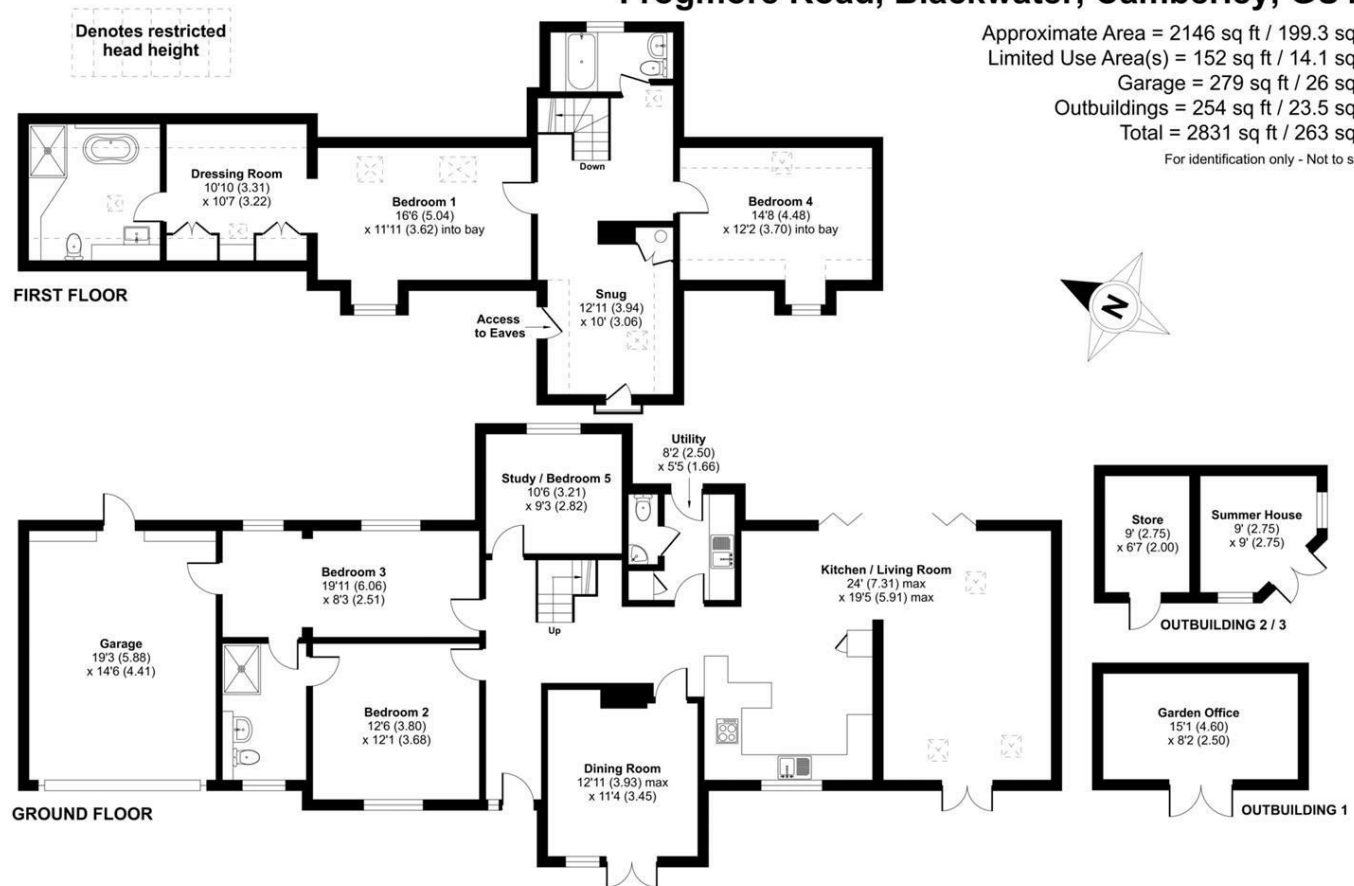 Frogmore Road, Blackwater, Camberley, GU
Denotes restricted
head height
Approximate Area = 2146 sq ft / 199.3 sq
Limited Use Area(s) = 152 sq ft / 14.1 sq
Garage = 279 sq ft / 26 sq
Outbuildings = 254 sq ft / 23.5 sq
Total = 2831 sq ft / 263 sq
For identification only - Not to s
Dressing Room
10'10 (3.31)
x 10'7 (3.22)
Bedroom 1
16'6 (5.04)
x 11'11 (3.62) into bay
Down
Bedroom 4
14'8 (4.48)
x 12'2 (3.70) into bay
FIRST FLOOR
Snug
12'11 (3.94)
x 10' (3.06)
Access
to Eaves
N
Utility
8'2 (2.50)
x 5'5 (1.66)
Study / Bedroom 5
10'6 (3.21)
x 9'3 (2.82)
Store
9' (2.75)
x 6'7 (2.00)
Summer House
9' (2.75)
x 9' (2.75)
Bedroom 3
19'11 (6.06)
x 8'3 (2.51)
Kitchen / Living Room
24' (7.31) max
x 19'5 (5.91) max
Up
OUTBUILDING 2 / 3
Garage
19'3 (5.88)
x 14'6 (4.41)
Bedroom 2
12'6 (3.80)
x 12'1 (3.68)
Garden Office
15'1 (4.60)
x 8'2 (2.50)
Dining Room
12'11 (3.93) max
x 11'4 (3.45)
GROUND FLOOR
OUTBUILDING 1